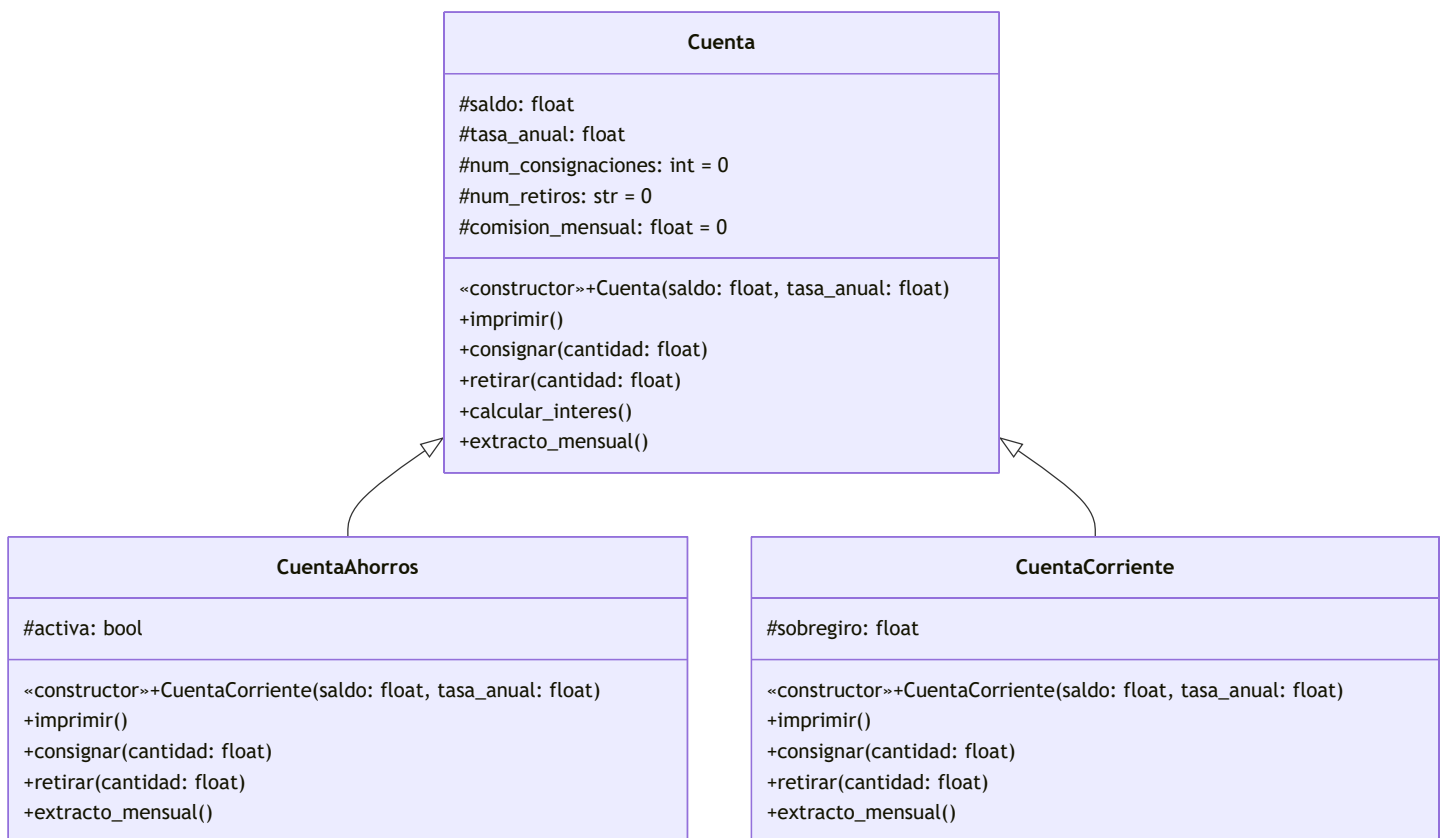 Cuenta
#saldo: float
#tasa_anual: float
#num_consignaciones: int = 0
#num_retiros: str = 0
#comision_mensual: float = 0
«constructor»+Cuenta(saldo: float, tasa_anual: float)
+imprimir()
+consignar(cantidad: float)
+retirar(cantidad: float)
+calcular_interes()
+extracto_mensual()
CuentaAhorros
#activa: bool
«constructor»+CuentaCorriente(saldo: float, tasa_anual: float)
+imprimir()
+consignar(cantidad: float)
+retirar(cantidad: float)
+extracto_mensual()
CuentaCorriente
#sobregiro: float
«constructor»+CuentaCorriente(saldo: float, tasa_anual: float)
+imprimir()
+consignar(cantidad: float)
+retirar(cantidad: float)
+extracto_mensual()